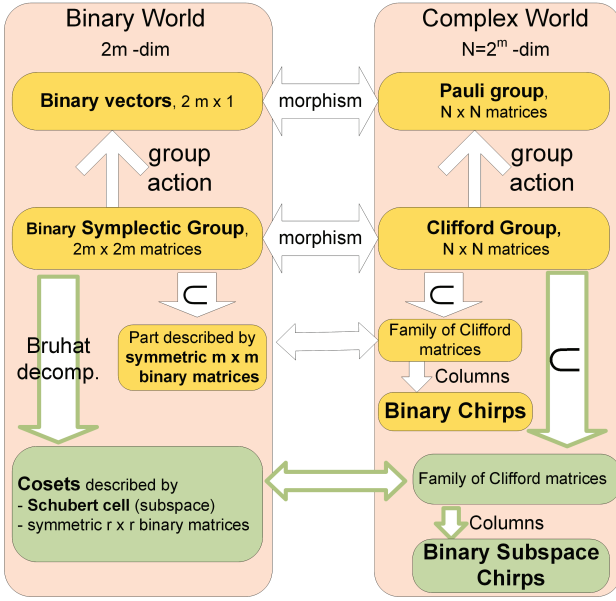 Binary World
2m -dim
Binary vectors, 2 m x 1
group
action
Binary Symplectic Group,
2m x 2m matrices
⊂
Part described by
symmetric m x m
binary matrices
Bruhat
decomp.
Cosets described by
- Schubert cell (subspace)
- symmetric r x r binary matrices
morphism
morphism
Complex World
N=2^m -dim
Pauli group,
N x N matrices
group
action
Clifford Group,
N x N matrices
⊂
Family of Clifford
matrices
Columns
Binary Chirps
⊂
Family of Clifford matrices
Columns
Binary Subspace
Chirps